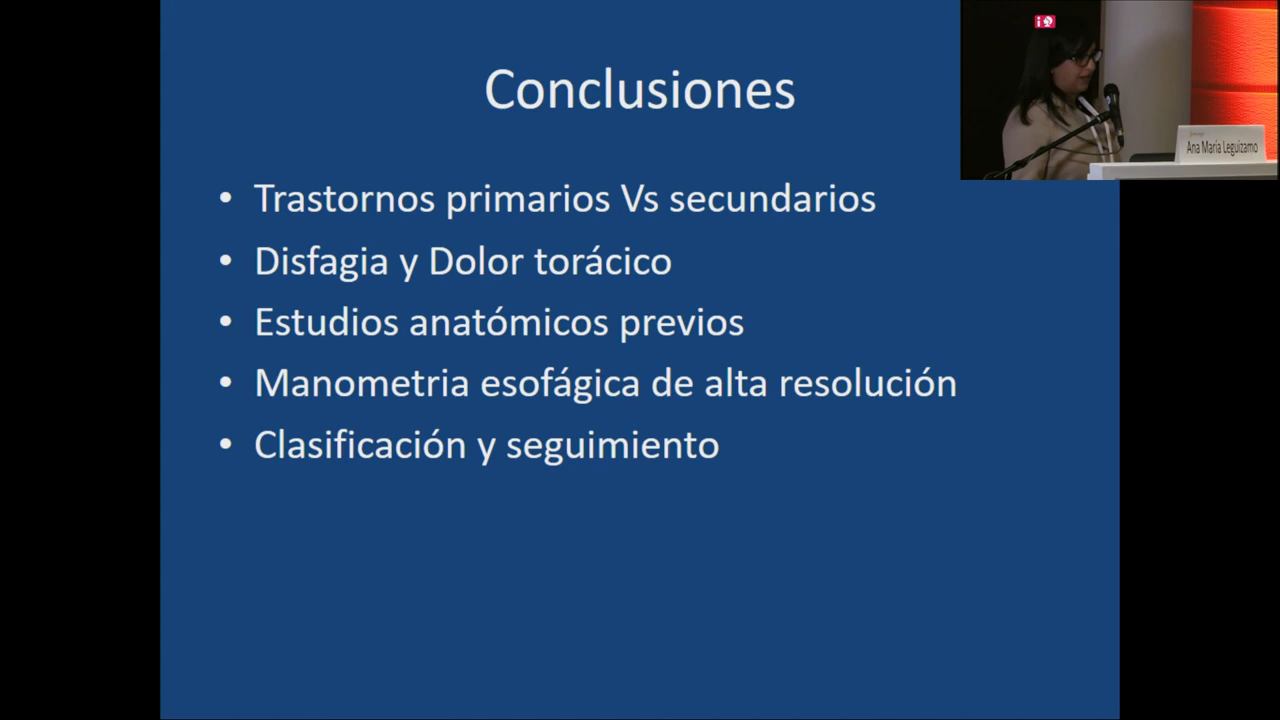 Conclusiones
Ana María Leguizamo
• Trastornos primarios Vs secundarios
• Disfagia y Dolor torácico
• Estudios anatómicos previos
• Manometria esofágica de alta resolución
• Clasificación y seguimiento